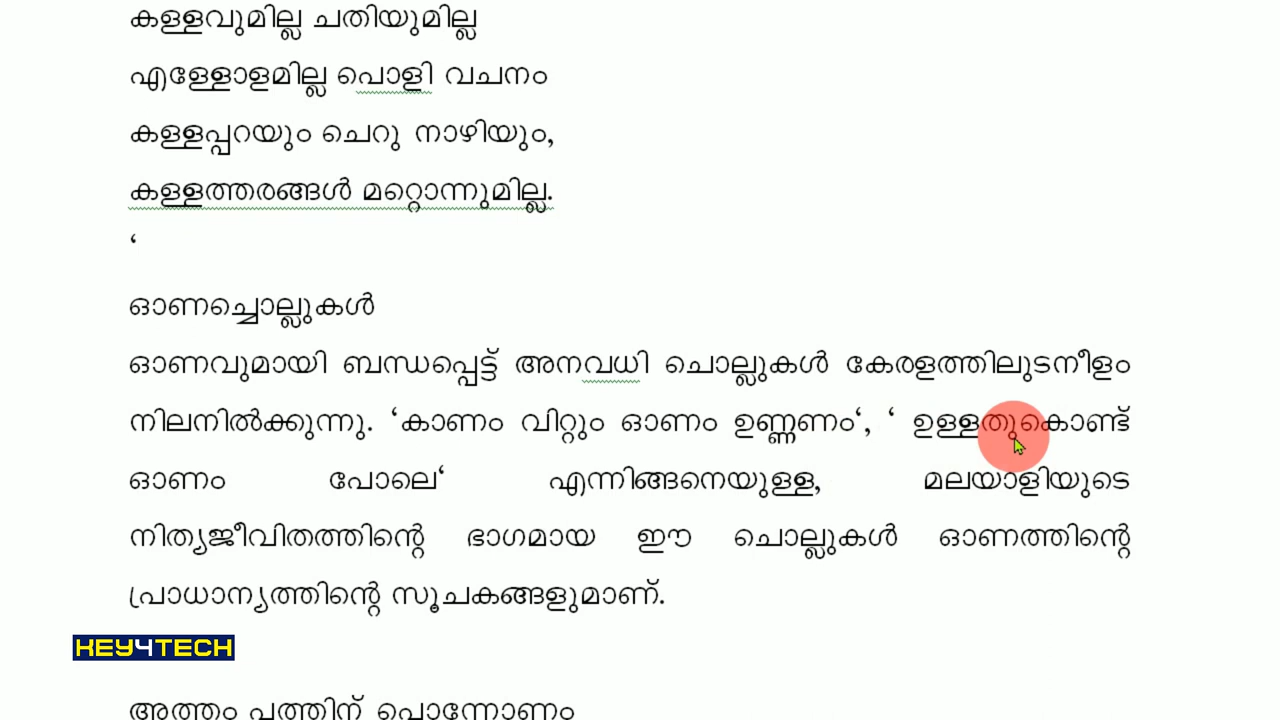 കള്ളവുമില്ല ചതിയുമില്ല
എള്ളോളമില്ല പൊളി വചനം
കള്ളപ്പറയും ചെറു നാഴിയും,
കള്ളത്തരങ്ങൾ മറ്റൊന്നുമില്ല.
‘
ഓണച്ചൊല്ലുകൾ
ഓണവുമായി ബന്ധപ്പെട്ട് അനവധി ചൊല്ലുകൾ കേരളത്തിലുടനീളം
നിലനിൽക്കുന്നു. ‘കാണം വിറ്റും ഓണം ഉണ്ണണം‘, ‘ ഉള്ളതുകൊണ്ട്
ഓണം പോലെ‘ എന്നിങ്ങനെയുള്ള, മലയാളിയുടെ
നിത്യജീവിതത്തിന്റെ ഭാഗമായ ഈ ചൊല്ലുകൾ ഓണത്തിന്റെ
പ്രാധാന്യത്തിന്റെ സൂചകങ്ങളുമാണ്.
KEY4TECH
അത്തം പത്തിന് പൊന്നോണം